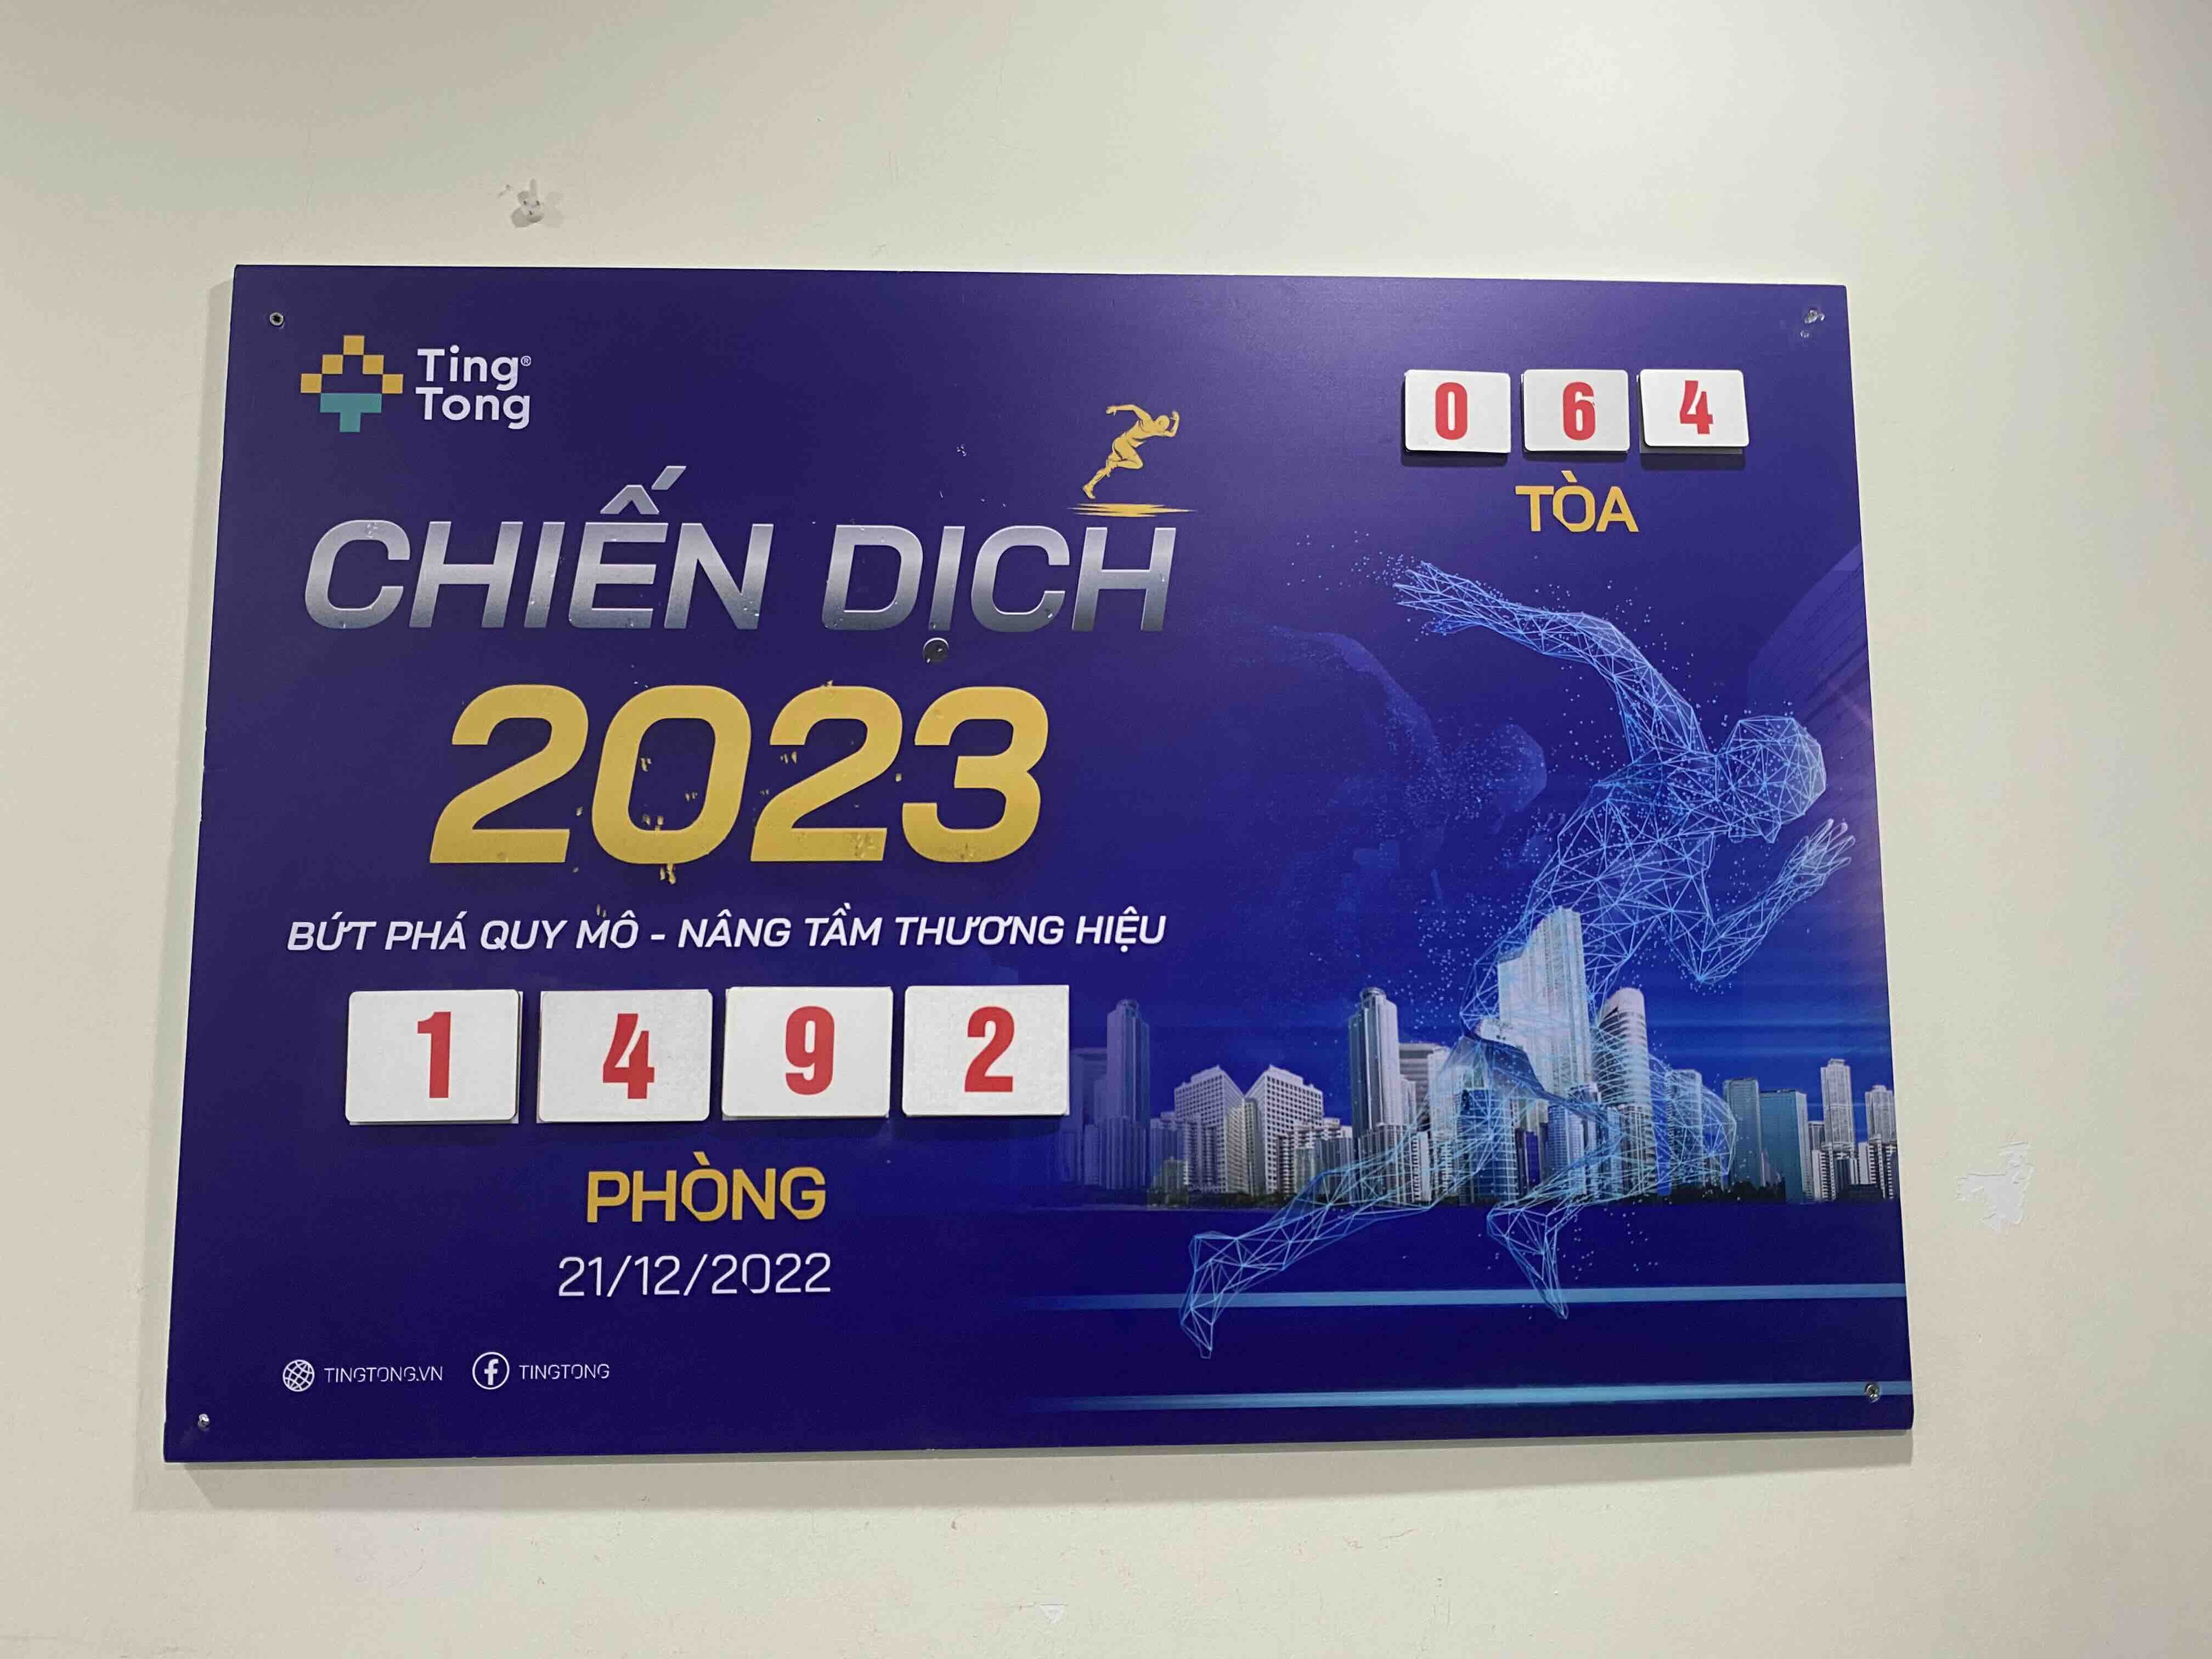 Ting®
Tong
0 6 4
TÒA
CHIẾN DỊCH
2023
BỨT PHÁ QUY MÔ - NÂNG TẦM THƯƠNG HIỆU
1 4 9 2
PHÒNG
21/12/2022
TINGTONG.VN f TINGTONG